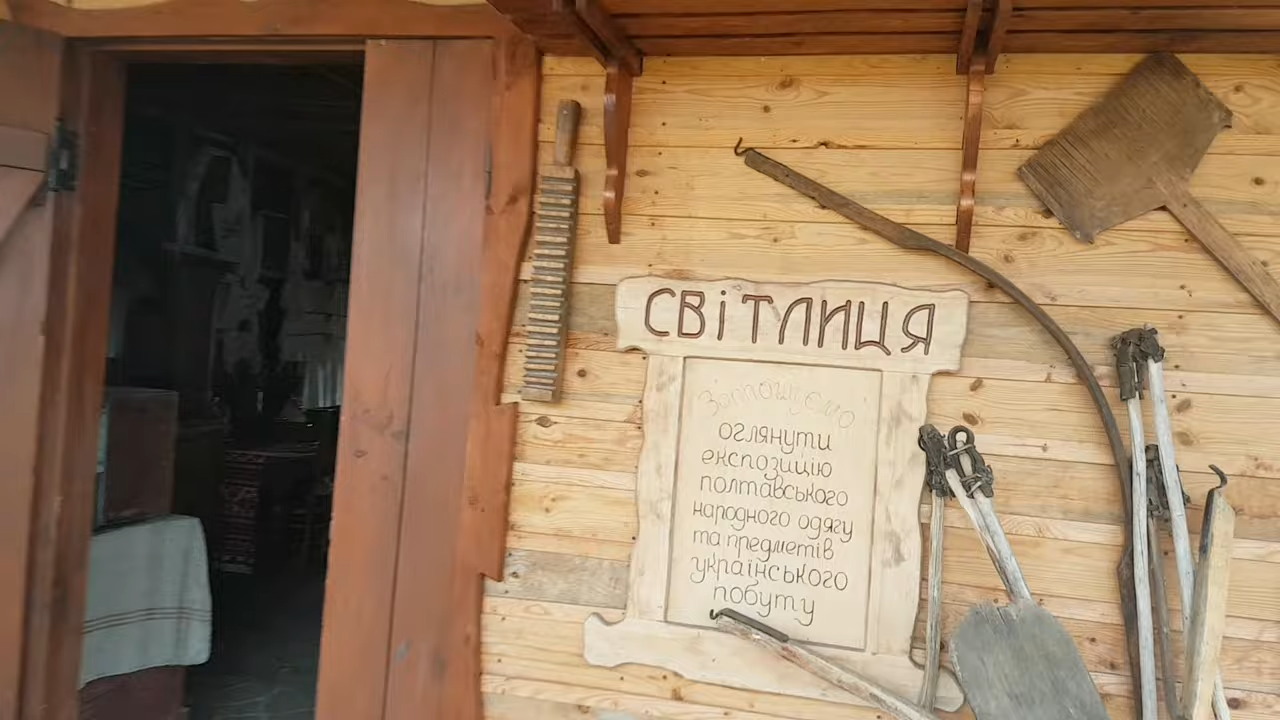 СВІТЛИЦЯ
Запрошуємо
оглянути
експозицію
полтавського
народного одягу
та предметів
українського
побуту